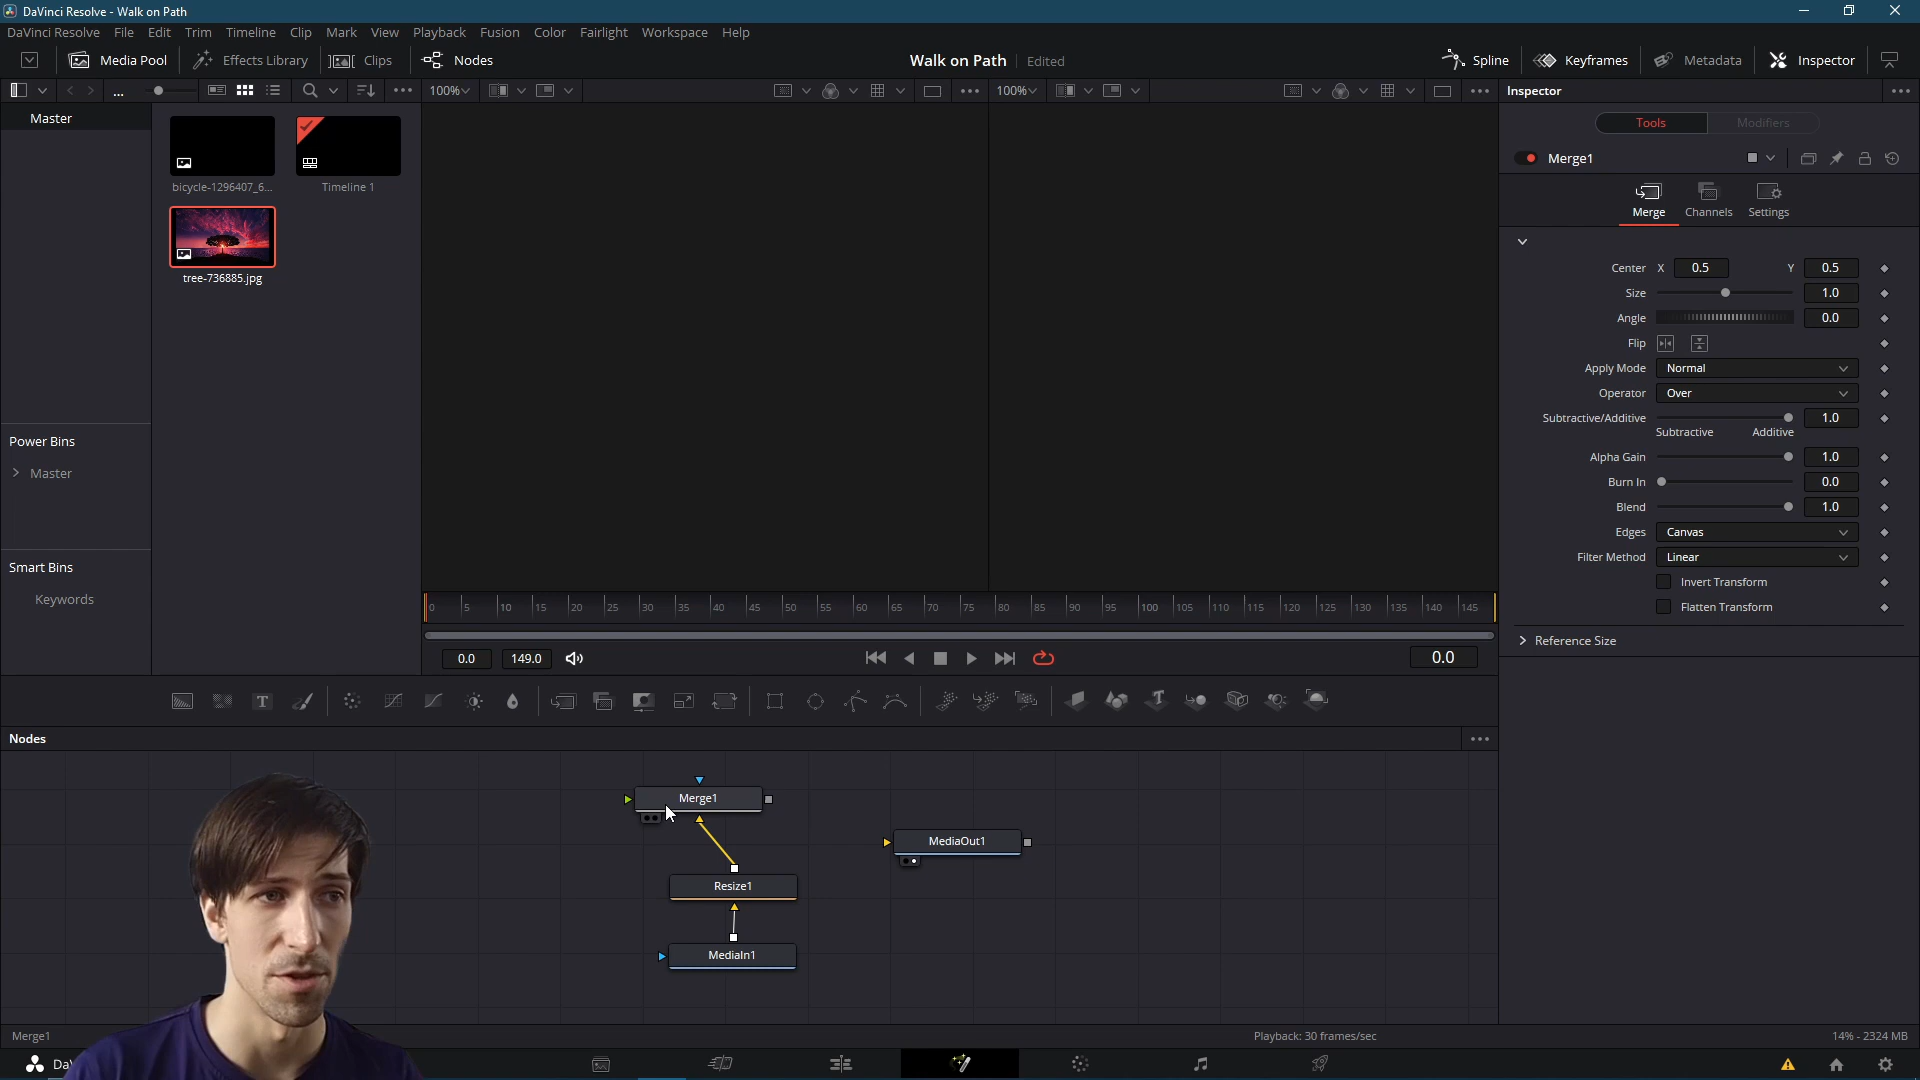 DaVinci Resolve - Walk on Path
DaVinci Resolve File Edit Trim Timeline Clip Mark View Playback Fusion Color Fairlight Workspace Help
Media Pool Effects Library Clips Nodes Walk on Path Edited Spline Keyframes Metadata Inspector
... 100% 100% Inspector
Master
bicycle-1296407_6... Timeline 1
tree-736885.jpg
Power Bins
Master
Smart Bins
Keywords
Tools Modifiers
Merge1
Merge Channels Settings
Center X 0.5 Y 0.5
Size 1.0
Angle 0.0
Flip
Apply Mode Normal
Operator Over
Subtractive/Additive 1.0
Subtractive Additive
Alpha Gain 1.0
Burn In 0.0
Blend 1.0
Edges Canvas
Filter Method Linear
Invert Transform
Flatten Transform
Reference Size
0 5 10 15 20 25 30 35 40 45 50 55 60 65 70 75 80 85 90 95 100 105 110 115 120 125 130 135 140 145
0.0 149.0 0.0
Nodes
Merge1
MediaOut1
Resize1
MediaIn1
Merge1 Playback: 30 frames/sec 14% - 2324 MB